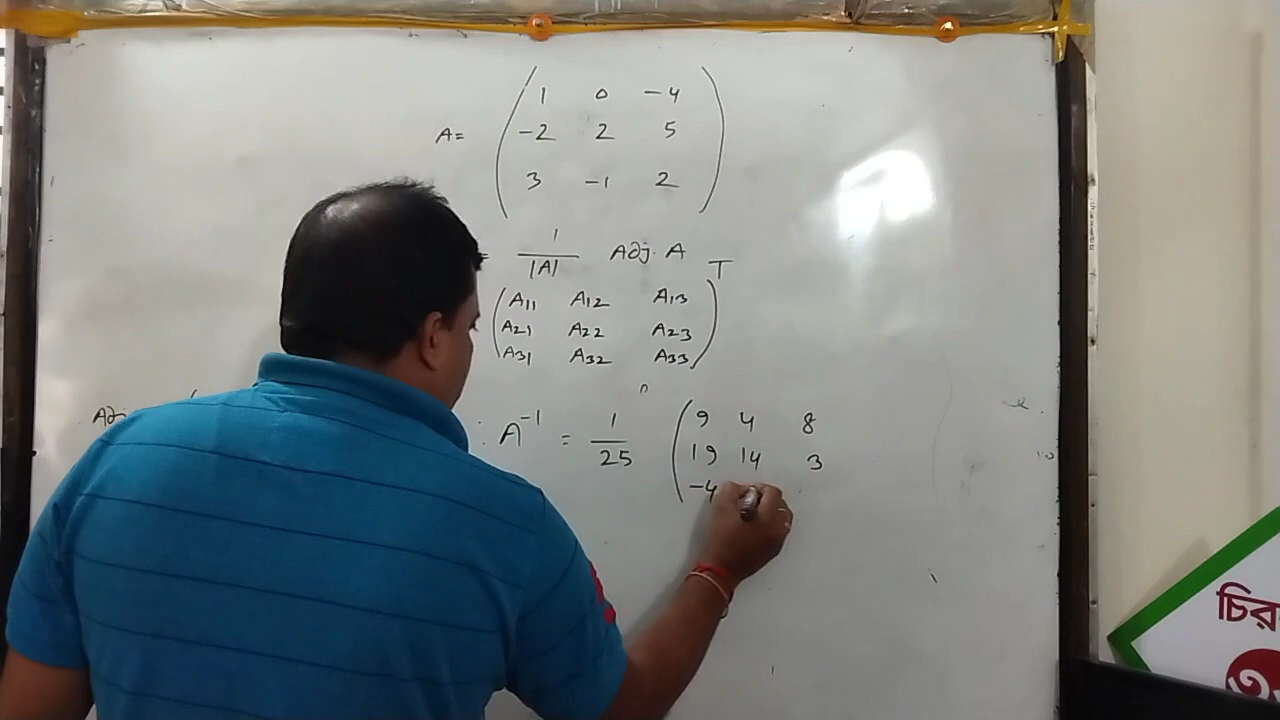 1 0 -4
A= -2 2 5
3 -1 2
1
|A| Adj. A T
A11 A12 A13
A21 A22 A23
A31 A32 A33
Adj
∴ A⁻¹ = 1/25 9 4 8
19 14 3
-4
চির